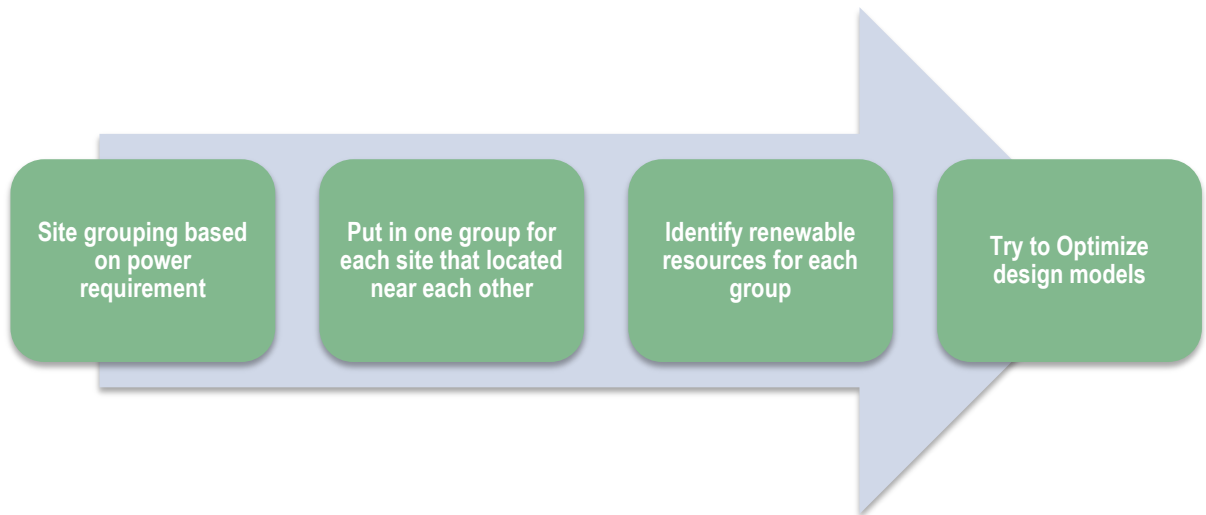 Site grouping based
on power
requirement
Put in one group for
each site that located
near each other
Identify renewable
resources for each
group
Try to Optimize
design models